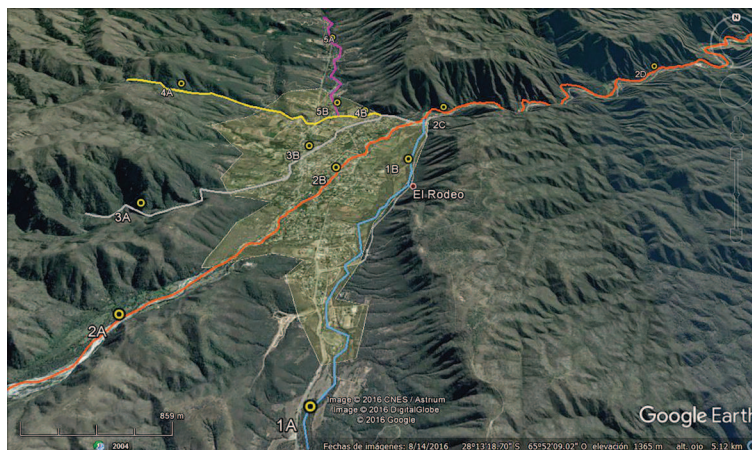 N
5A
2D
4A
5B
4B
2C
3B
1B
2B
El Rodeo
3A
2A
1A
Image © 2016 CNES / Astrium
Image © 2016 DigitalGlobe
© 2016 Google
859 m
Google Earth
2004
Fechas de imágenes: 8/14/2016 28°13'18.70" S 65°52'09.02" O elevación 1365 m alt. ojo 5.12 km